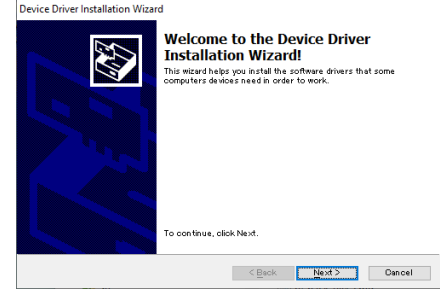 Device Driver Installation Wizard
Welcome to the Device Driver
Installation Wizard!
This wizard helps you install the software drivers that some
computers devices need in order to work.
To continue, click Next.
< Back
Next >
Cancel